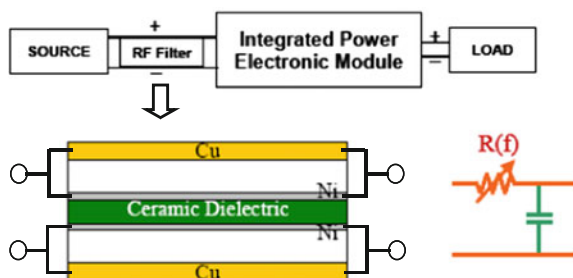 +
SOURCE
RF Filter
−
Integrated Power
Electronic Module
+
−
LOAD
Cu
Ni
Ceramic Dielectric
Ni
Cu
R(f)